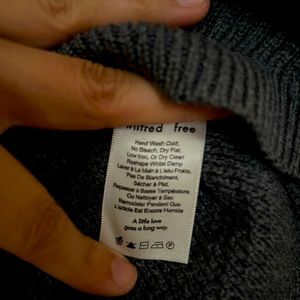 wilfred free
Hand Wash Cold,
No Bleach, Dry Flat,
Low Iron, Or Dry Clean
Reshape Whilst Damp
Laver À La Main À L'eau Froide,
Pas De Blanchiment,
Sécher À Plat,
Repasser à Basse Température,
Ou Nettoyer À Sec
Remodeler Pendant Que
L'article Est Encore Humide
A little love
goes a long way.